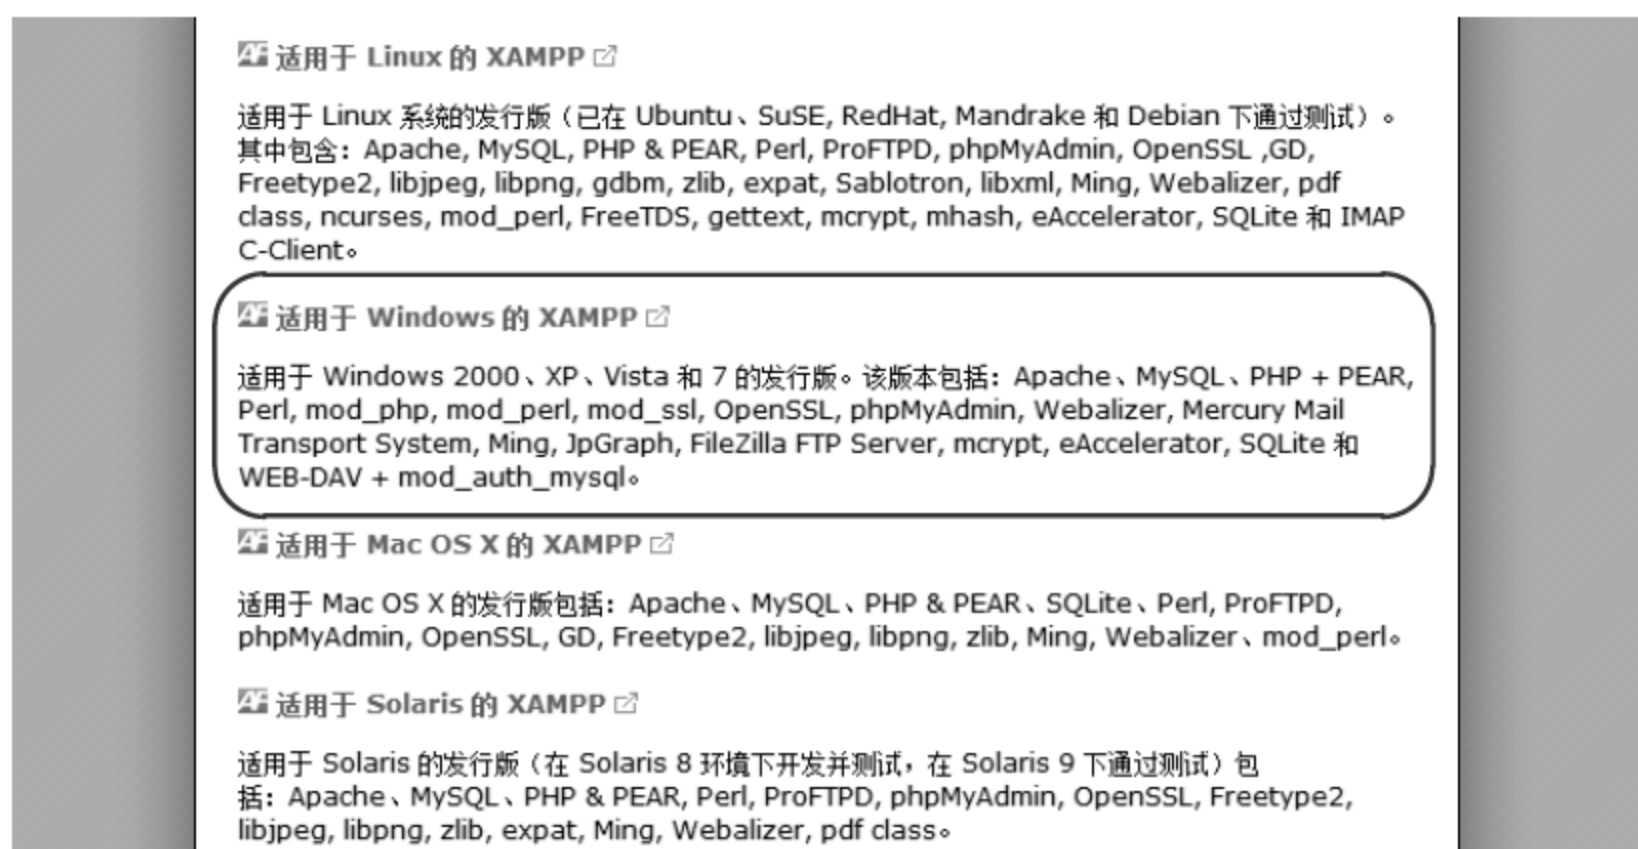 适用于 Linux 的 XAMPP
适用于 Linux 系统的发行版（已在 Ubuntu、SuSE, RedHat, Mandrake 和 Debian 下通过测试）。
其中包含：Apache, MySQL, PHP & PEAR, Perl, ProFTPD, phpMyAdmin, OpenSSL ,GD,
Freetype2, libjpeg, libpng, gdbm, zlib, expat, Sablotron, libxml, Ming, Webalizer, pdf
class, ncurses, mod_perl, FreeTDS, gettext, mcrypt, mhash, eAccelerator, SQLite 和 IMAP
C-Client。
适用于 Windows 的 XAMPP
适用于 Windows 2000、XP、Vista 和 7 的发行版。该版本包括：Apache、MySQL、PHP + PEAR,
Perl, mod_php, mod_perl, mod_ssl, OpenSSL, phpMyAdmin, Webalizer, Mercury Mail
Transport System, Ming, JpGraph, FileZilla FTP Server, mcrypt, eAccelerator, SQLite 和
WEB-DAV + mod_auth_mysql。
适用于 Mac OS X 的 XAMPP
适用于 Mac OS X 的发行版包括：Apache、MySQL、PHP & PEAR、SQLite、Perl, ProFTPD,
phpMyAdmin, OpenSSL, GD, Freetype2, libjpeg, libpng, zlib, Ming, Webalizer、mod_perl。
适用于 Solaris 的 XAMPP
适用于 Solaris 的发行版（在 Solaris 8 环境下开发并测试，在 Solaris 9 下通过测试）包
括：Apache、MySQL、PHP & PEAR, Perl, ProFTPD, phpMyAdmin, OpenSSL, Freetype2,
libjpeg, libpng, zlib, expat, Ming, Webalizer, pdf class。